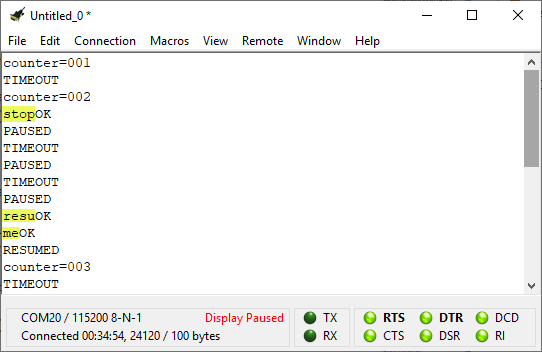 Untitled_0 *
File Edit Connection Macros View Remote Window Help
counter=001
TIMEOUT
counter=002
stopOK
PAUSED
TIMEOUT
PAUSED
TIMEOUT
PAUSED
resuOK
meOK
RESUMED
counter=003
TIMEOUT
COM20 / 115200 8-N-1 Display Paused TX RTS DTR DCD
Connected 00:34:54, 24120 / 100 bytes RX CTS DSR RI